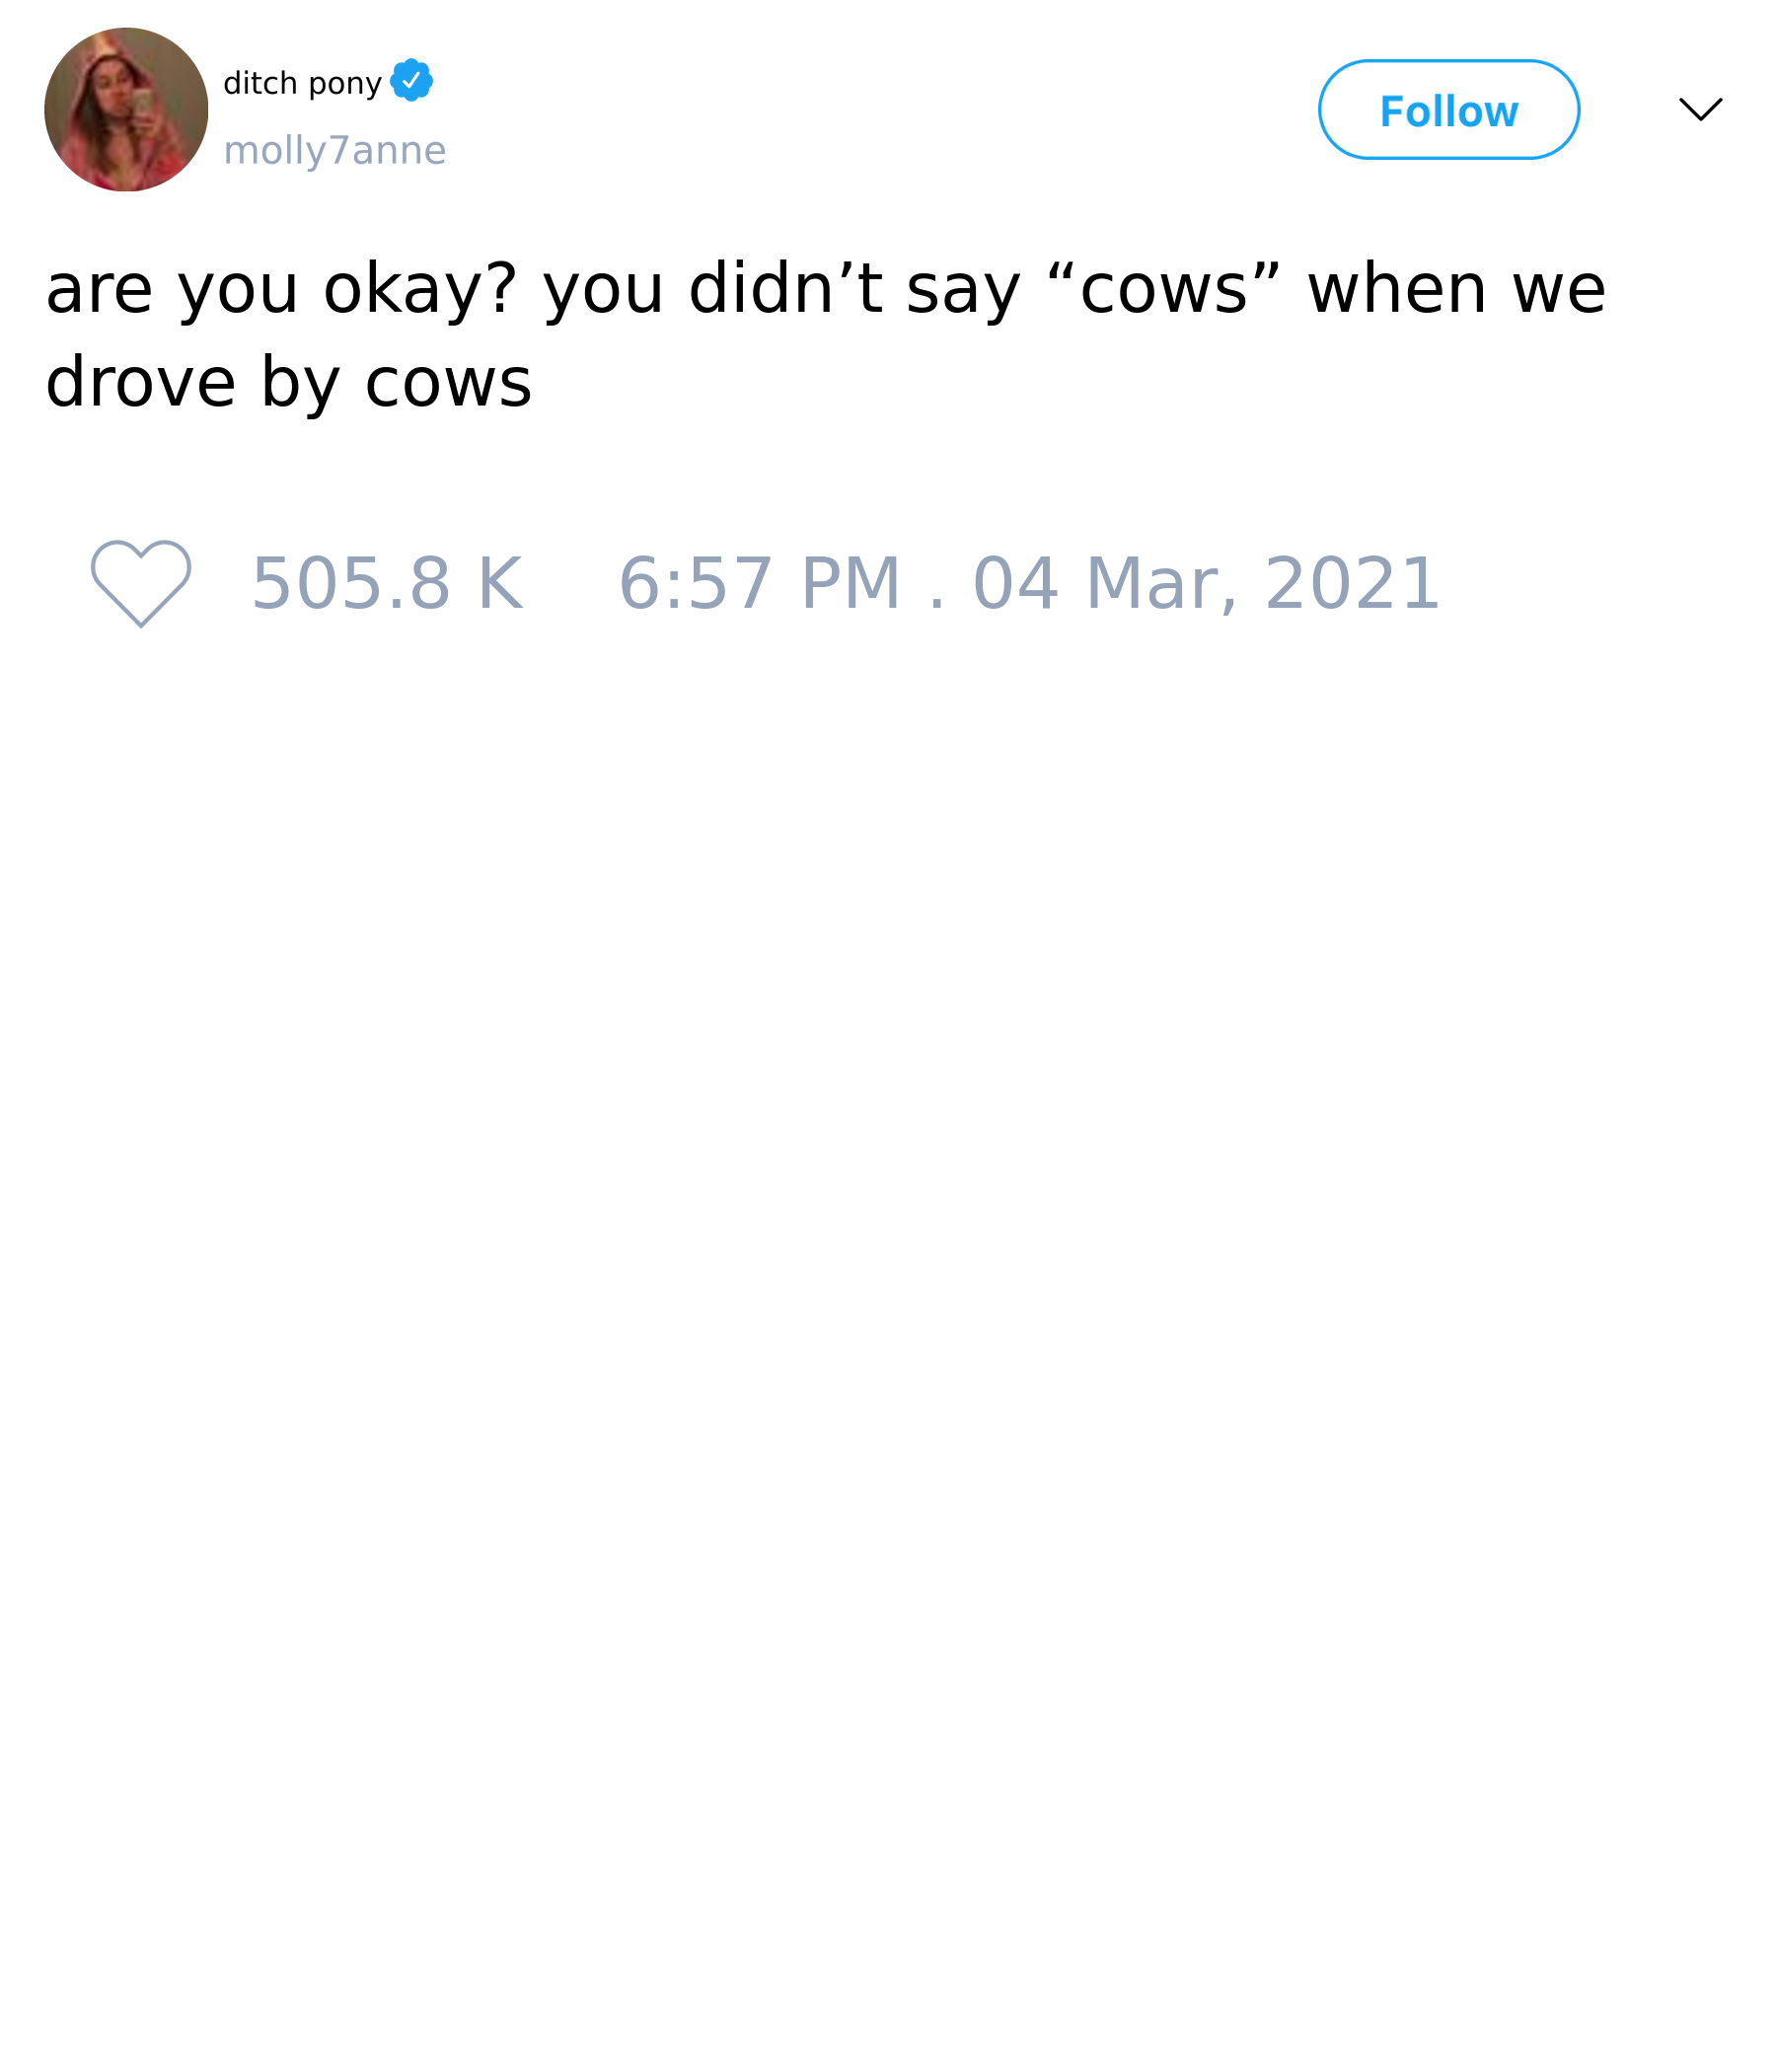 ditch pony
molly7anne
Follow
are you okay? you didn’t say “cows” when we
drove by cows
505.8 K 6:57 PM . 04 Mar, 2021